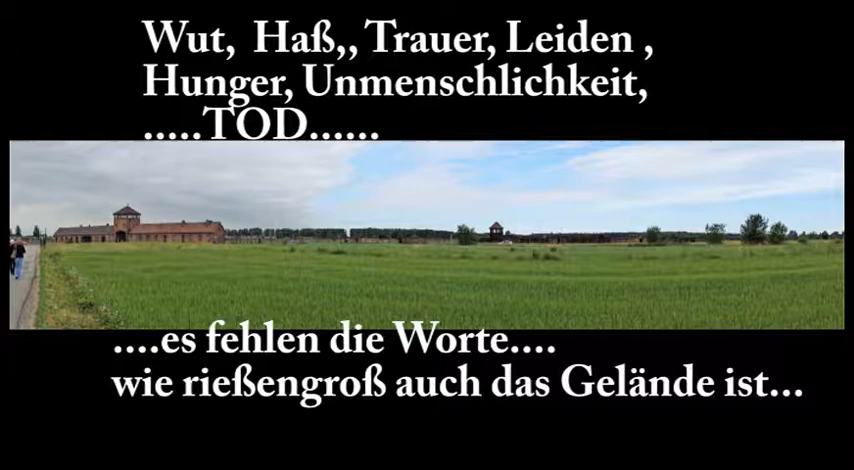 Wut, Haß,, Trauer, Leiden ,
Hunger, Unmenschlichkeit,
.....TOD......
....es fehlen die Worte....
wie rießengroß auch das Gelände ist...